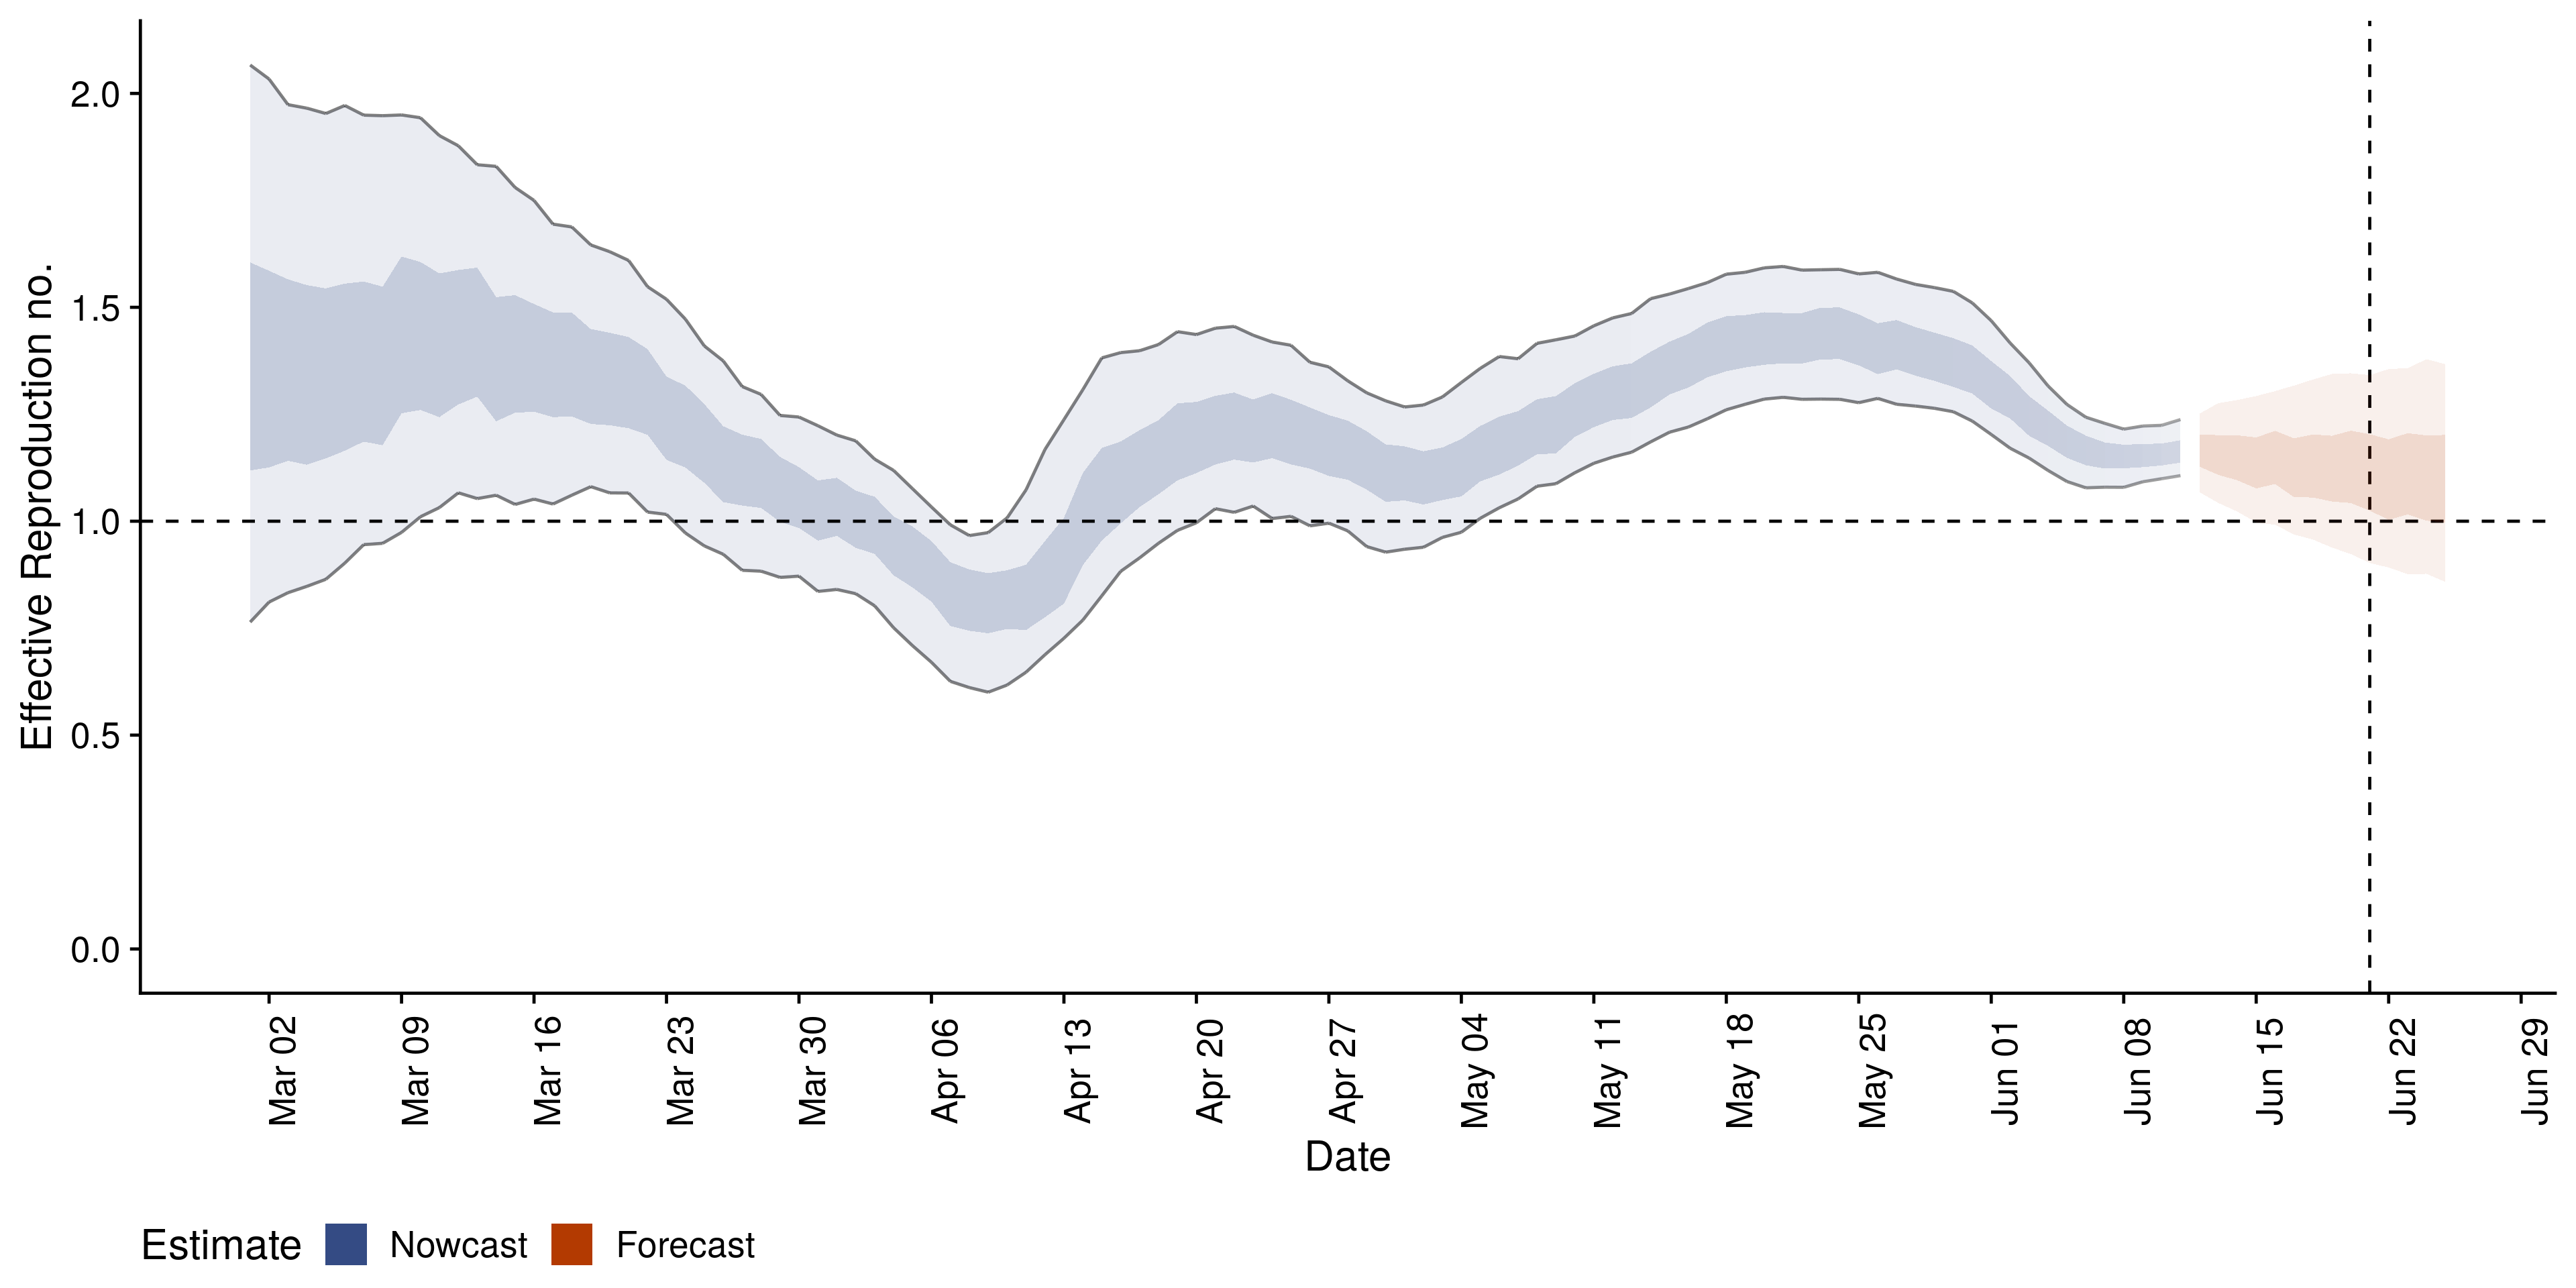 Effective Reproduction no.
2.0
1.5
1.0
0.5
0.0
Mar 02
Mar 09
Mar 16
Mar 23
Mar 30
Apr 06
Apr 13
Apr 20
Apr 27
May 04
May 11
May 18
May 25
Jun 01
Jun 08
Jun 15
Jun 22
Jun 29
Date
Estimate Nowcast Forecast